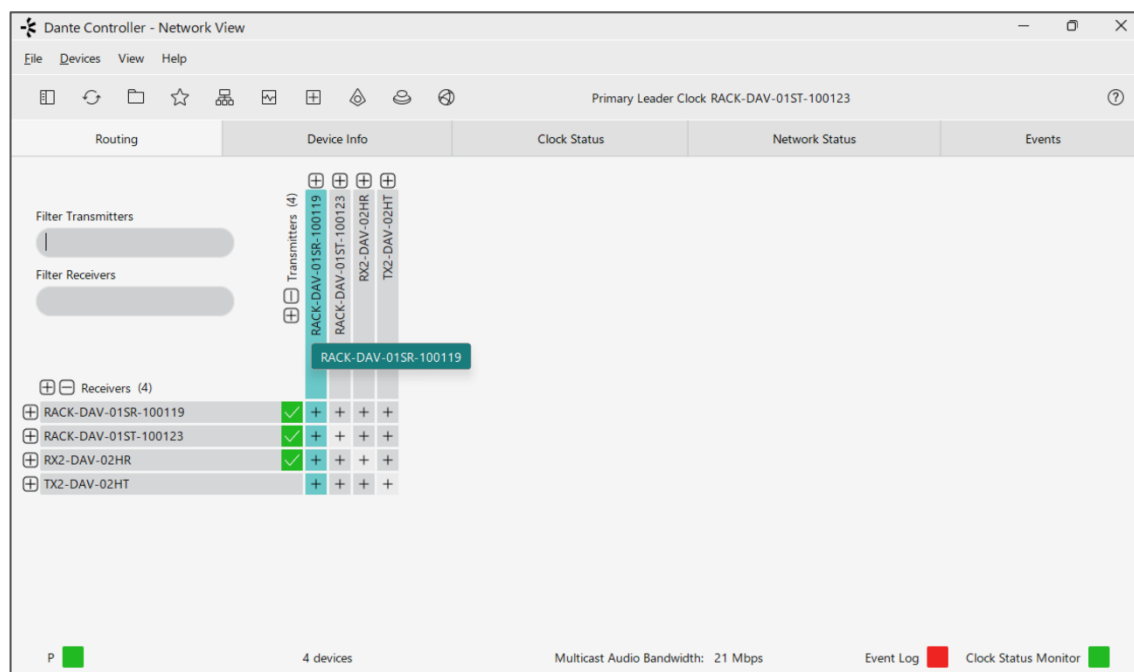 Dante Controller - Network View
File Devices View Help
Primary Leader Clock RACK-DAV-01ST-100123
Routing Device Info Clock Status Network Status Events
Filter Transmitters
Filter Receivers
Transmitters (4)
RACK-DAV-01SR-100119
RACK-DAV-01ST-100123
RX2-DAV-02HR
TX2-DAV-02HT
RACK-DAV-01SR-100119
Receivers (4)
RACK-DAV-01SR-100119
RACK-DAV-01ST-100123
RX2-DAV-02HR
TX2-DAV-02HT
P 4 devices Multicast Audio Bandwidth: 21 Mbps Event Log Clock Status Monitor